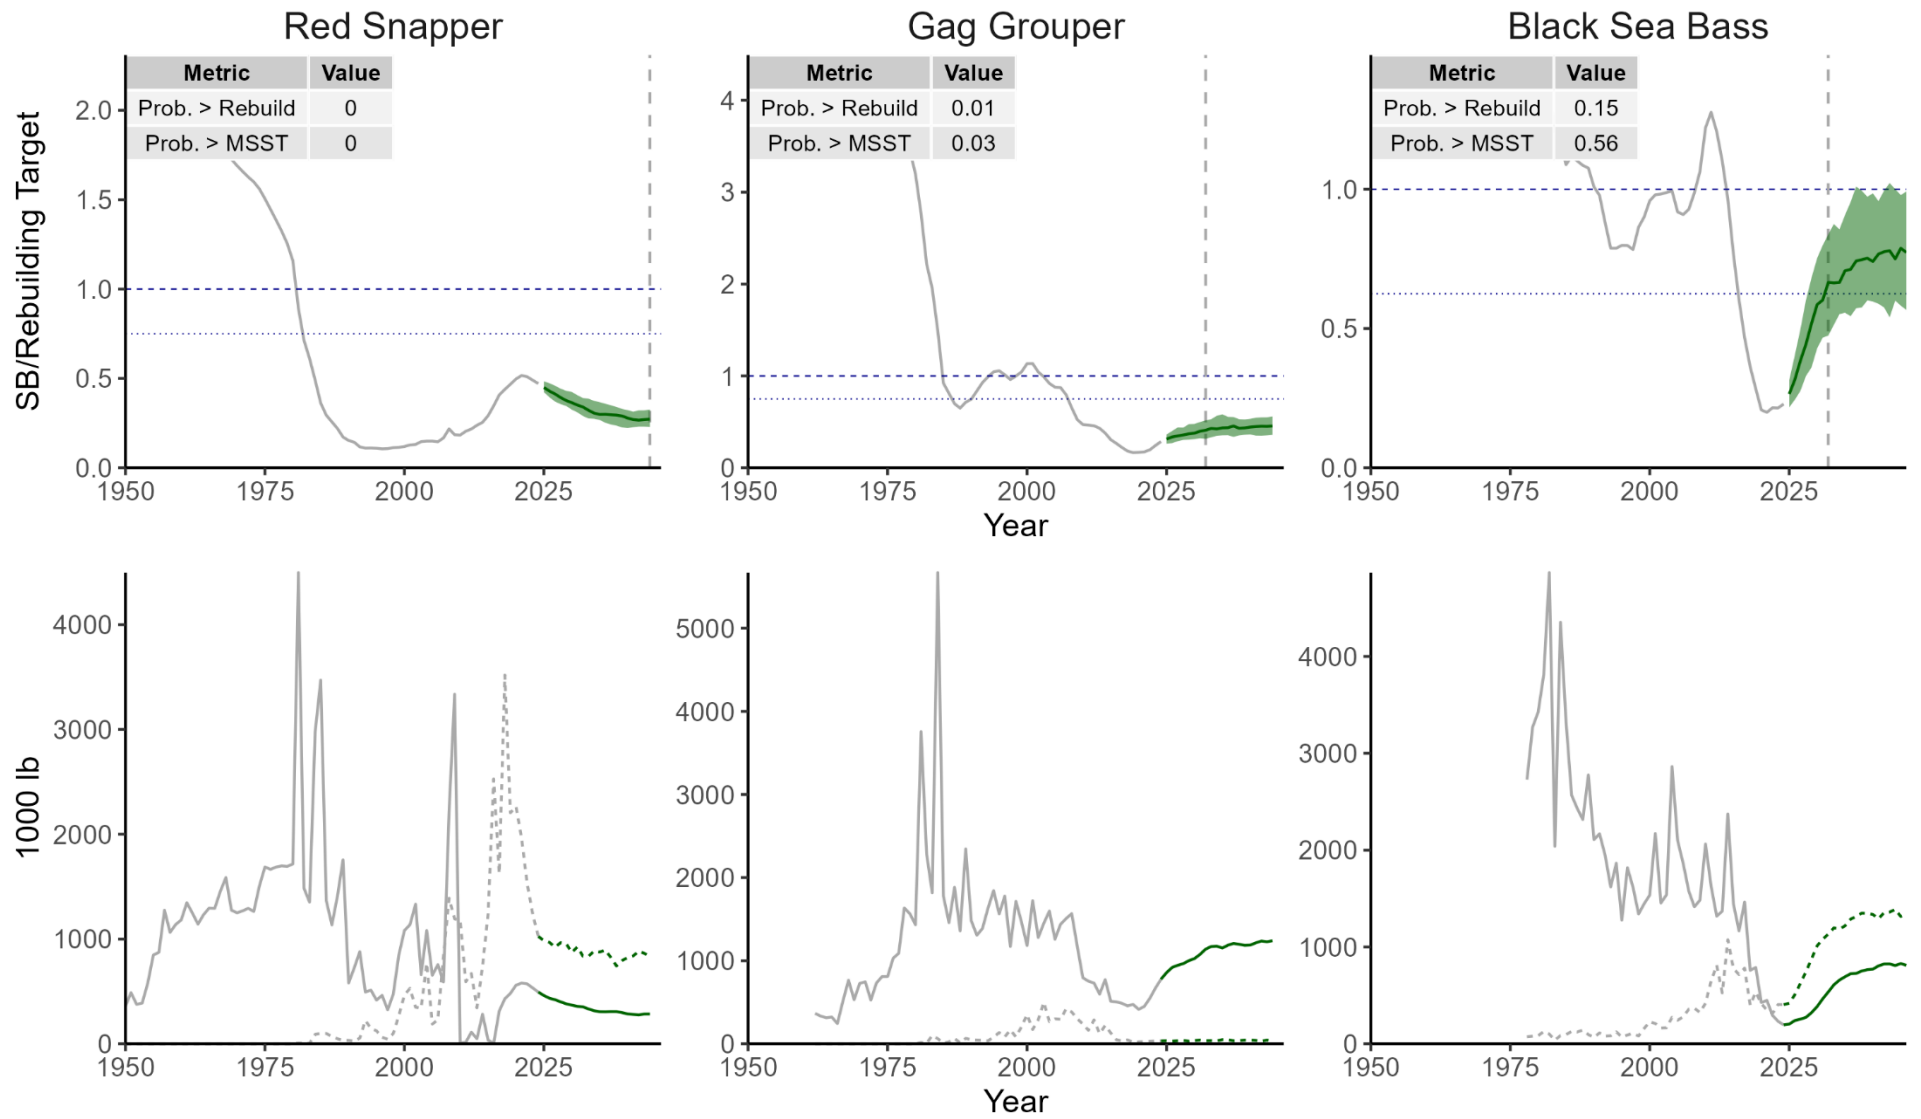 Red Snapper
Gag Grouper
Black Sea Bass
SB/Rebuilding Target
Metric Value
Prob. > Rebuild 0
Prob. > MSST 0
2.0
1.5
1.0
0.5
0.0
1950 1975 2000 2025
Metric Value
Prob. > Rebuild 0.01
Prob. > MSST 0.03
4
3
2
1
0
1950 1975 2000 2025
Metric Value
Prob. > Rebuild 0.15
Prob. > MSST 0.56
1.0
0.5
0.0
1950 1975 2000 2025
Year
1000 lb
4000
3000
2000
1000
0
1950 1975 2000 2025
5000
4000
3000
2000
1000
0
1950 1975 2000 2025
4000
3000
2000
1000
0
1950 1975 2000 2025
Year